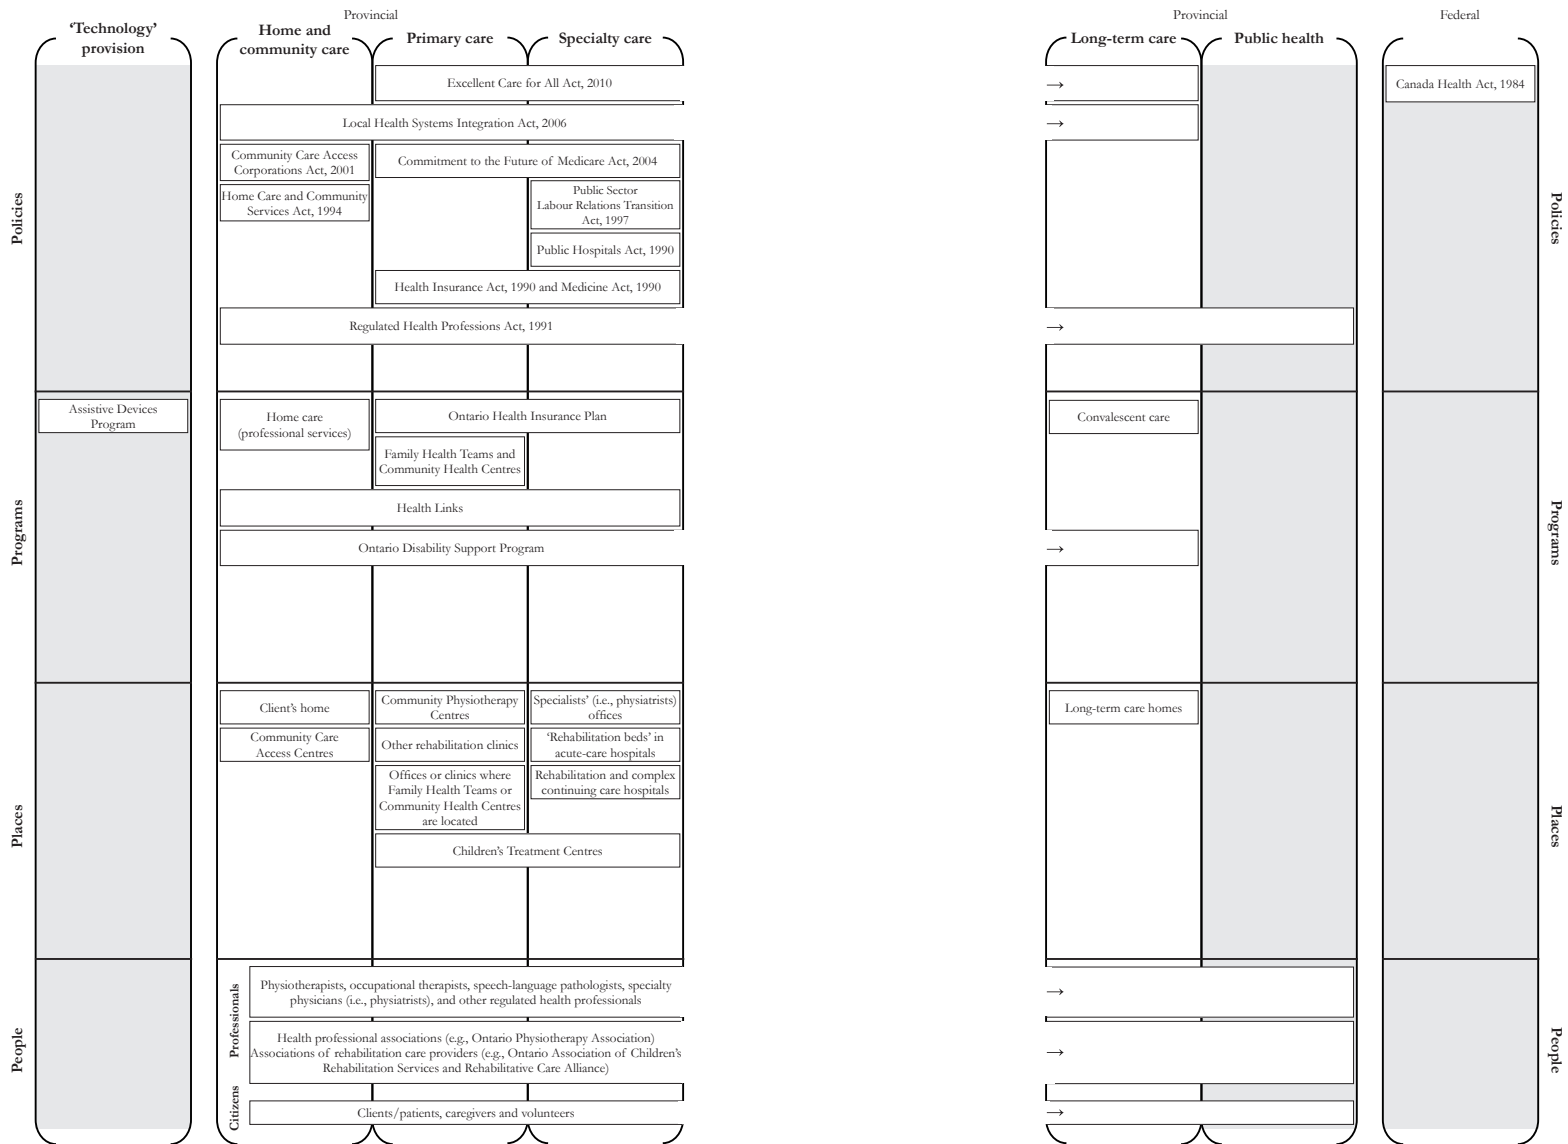 Provincial
Provincial
Federal
‘Technology’
provision
Home and
community care
Primary care
Specialty care
Long-term care
Public health
Policies
Excellent Care for All Act, 2010
→
Canada Health Act, 1984
Local Health Systems Integration Act, 2006
→
Community Care Access
Corporations Act, 2001
Commitment to the Future of Medicare Act, 2004
Home Care and Community
Services Act, 1994
Public Sector
Labour Relations Transition
Act, 1997
Public Hospitals Act, 1990
Health Insurance Act, 1990 and Medicine Act, 1990
Regulated Health Professions Act, 1991
→
Policies
Programs
Assistive Devices
Program
Home care
(professional services)
Ontario Health Insurance Plan
Convalescent care
Family Health Teams and
Community Health Centres
Health Links
Ontario Disability Support Program
→
Programs
Places
Client’s home
Community Physiotherapy
Centres
Specialists’ (i.e., physiatrists)
offices
Long-term care homes
Community Care
Access Centres
Other rehabilitation clinics
‘Rehabilitation beds’ in
acute-care hospitals
Offices or clinics where
Family Health Teams or
Community Health Centres
are located
Rehabilitation and complex
continuing care hospitals
Children’s Treatment Centres
Places
People
Professionals
Physiotherapists, occupational therapists, speech-language pathologists, specialty
physicians (i.e., physiatrists), and other regulated health professionals
→
Health professional associations (e.g., Ontario Physiotherapy Association)
Associations of rehabilitation care providers (e.g., Ontario Association of Children’s
Rehabilitation Services and Rehabilitative Care Alliance)
→
Citizens
Clients/patients, caregivers and volunteers
→
People